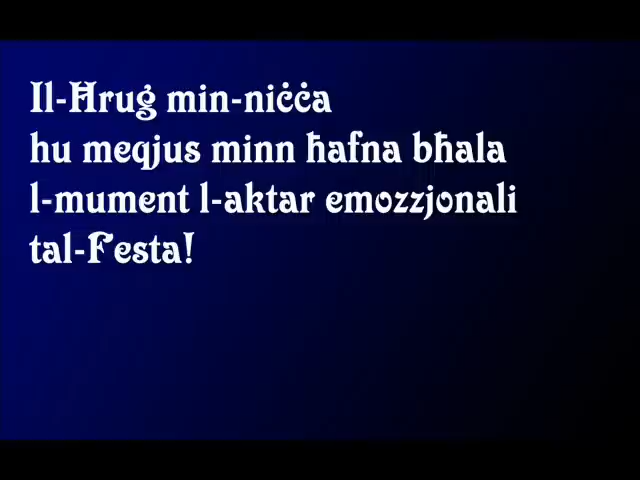 Il-Ħruġ min-niċċa
hu meqjus minn ħafna bħala
l-mument l-aktar emozzjonali
tal-Festa!